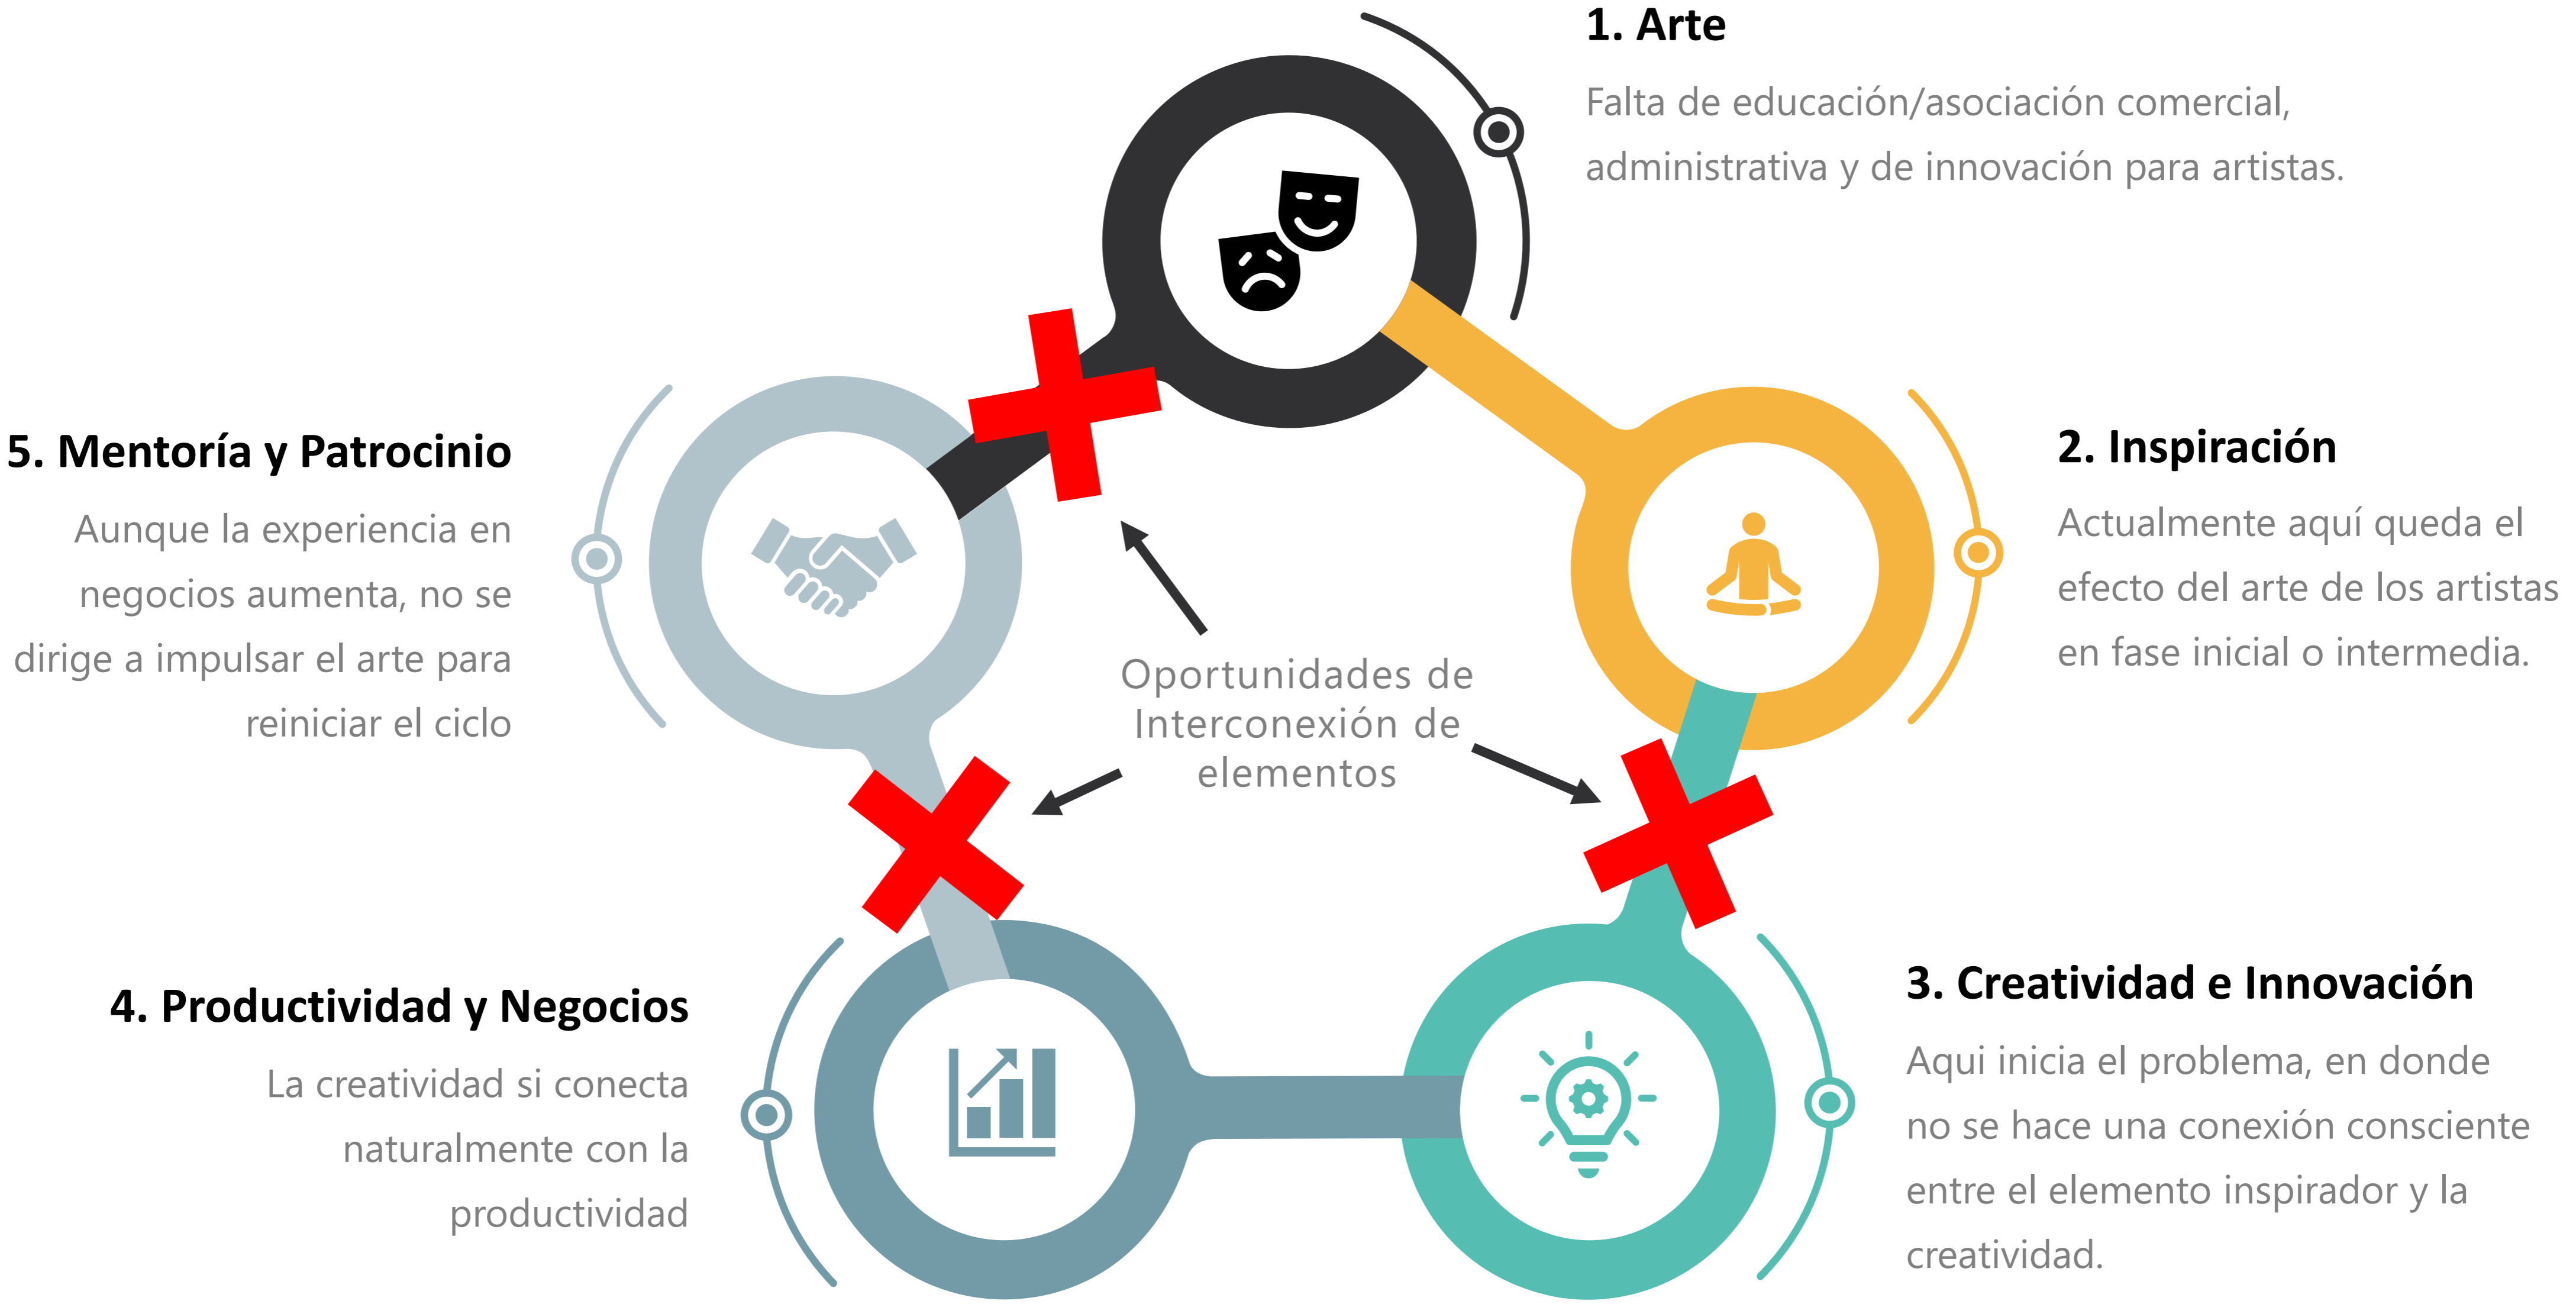 1. Arte
Falta de educación/asociación comercial,
administrativa y de innovación para artistas.
2. Inspiración
Actualmente aquí queda el
efecto del arte de los artistas
en fase inicial o intermedia.
3. Creatividad e Innovación
Aqui inicia el problema, en donde
no se hace una conexión consciente
entre el elemento inspirador y la
creatividad.
4. Productividad y Negocios
La creatividad si conecta
naturalmente con la
productividad
5. Mentoría y Patrocinio
Aunque la experiencia en
negocios aumenta, no se
dirige a impulsar el arte para
reiniciar el ciclo
Oportunidades de
Interconexión de
elementos